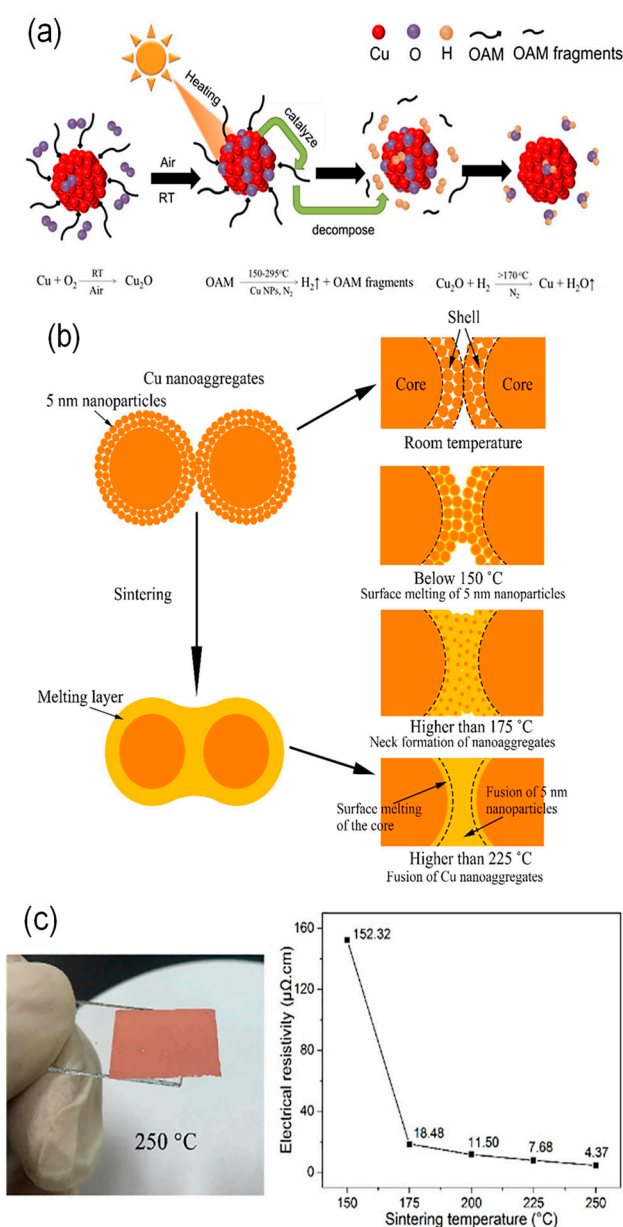 (a)
Cu O H OAM OAM fragments
Heating
catalyze
Air
RT
decompose
Cu + O₂ RT Air → Cu₂O
OAM 150-295°C Cu NPs, N₂ → H₂↑ + OAM fragments
Cu₂O + H₂ >170 °C N₂ → Cu + H₂O↑
(b)
Cu nanoaggregates
5 nm nanoparticles
Shell
Core
Core
Room temperature
Below 150 ˚C
Surface melting of 5 nm nanoparticles
Sintering
Higher than 175 ˚C
Neck formation of nanoaggregates
Melting layer
Surface melting
of the core
Fusion of 5 nm
nanoparticles
Higher than 225 ˚C
Fusion of Cu nanoaggregates
(c)
250 °C
Electrical resistivity (μΩ.cm)
160
120
80
40
0
152.32
18.48
11.50
7.68
4.37
150 175 200 225 250
Sintering temperature (°C)